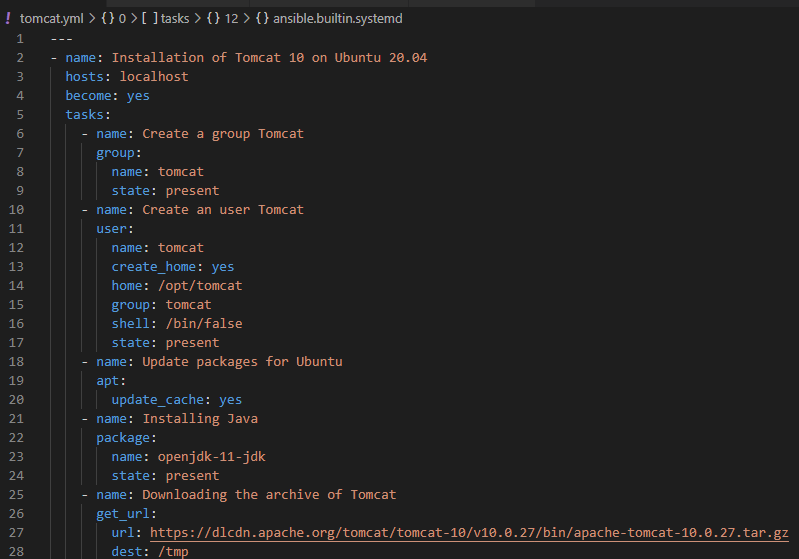 ! tomcat.yml > {} 0 > [ ] tasks > {} 12 > {} ansible.builtin.systemd
1 ---
2 - name: Installation of Tomcat 10 on Ubuntu 20.04
3   hosts: localhost
4   become: yes
5   tasks:
6     - name: Create a group Tomcat
7       group:
8         name: tomcat
9         state: present
10     - name: Create an user Tomcat
11       user:
12         name: tomcat
13         create_home: yes
14         home: /opt/tomcat
15         group: tomcat
16         shell: /bin/false
17         state: present
18     - name: Update packages for Ubuntu
19       apt:
20         update_cache: yes
21     - name: Installing Java
22       package:
23         name: openjdk-11-jdk
24         state: present
25     - name: Downloading the archive of Tomcat
26       get_url:
27         url: https://dlcdn.apache.org/tomcat/tomcat-10/v10.0.27/bin/apache-tomcat-10.0.27.tar.gz
28         dest: /tmp